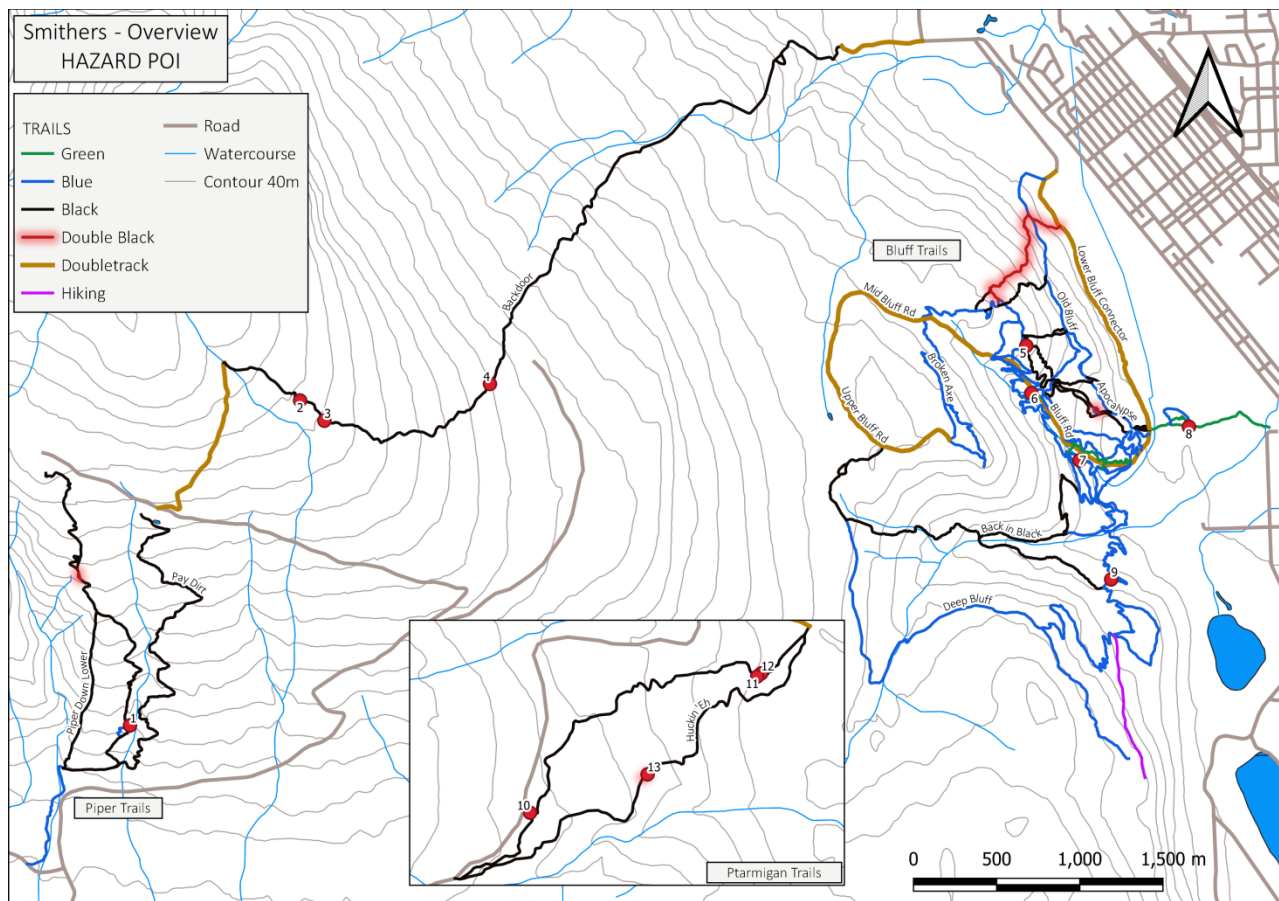 Smithers - Overview
HAZARD POI
TRAILS
Green
Blue
Black
Double Black
Doubletrack
Hiking
Road
Watercourse
Contour 40m
Backdoor
Bluff Trails
Mid Bluff Rd
Upper Bluff Rd
Broken Axe
Old Bluff
Lower Bluff Connector
Apocalypse
Bluff Rd
Back in Black
Deep Bluff
Pay Dirt
Piper Down Lower
Piper Trails
Huckin 'Eh
Ptarmigan Trails
1
2
3
4
5
6
7
8
9
10
11
12
13
0 500 1,000 1,500 m